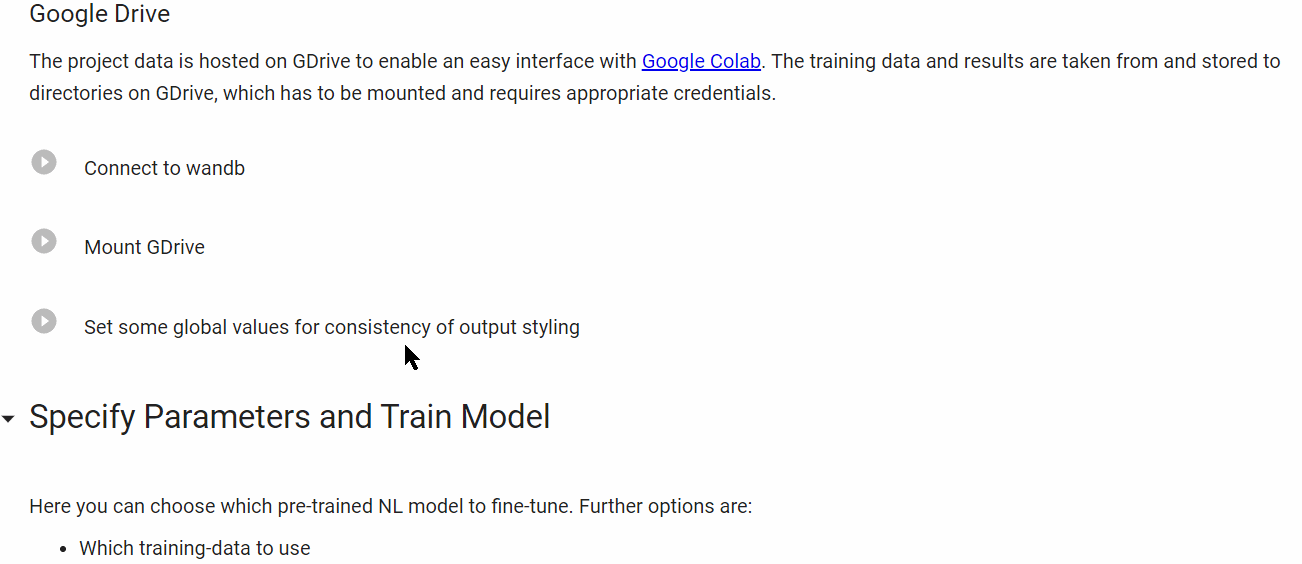 Google Drive
The project data is hosted on GDrive to enable an easy interface with Google Colab. The training data and results are taken from and stored to
directories on GDrive, which has to be mounted and requires appropriate credentials.
Connect to wandb
Mount GDrive
Set some global values for consistency of output styling
Specify Parameters and Train Model
Here you can choose which pre-trained NL model to fine-tune. Further options are:
• Which training-data to use